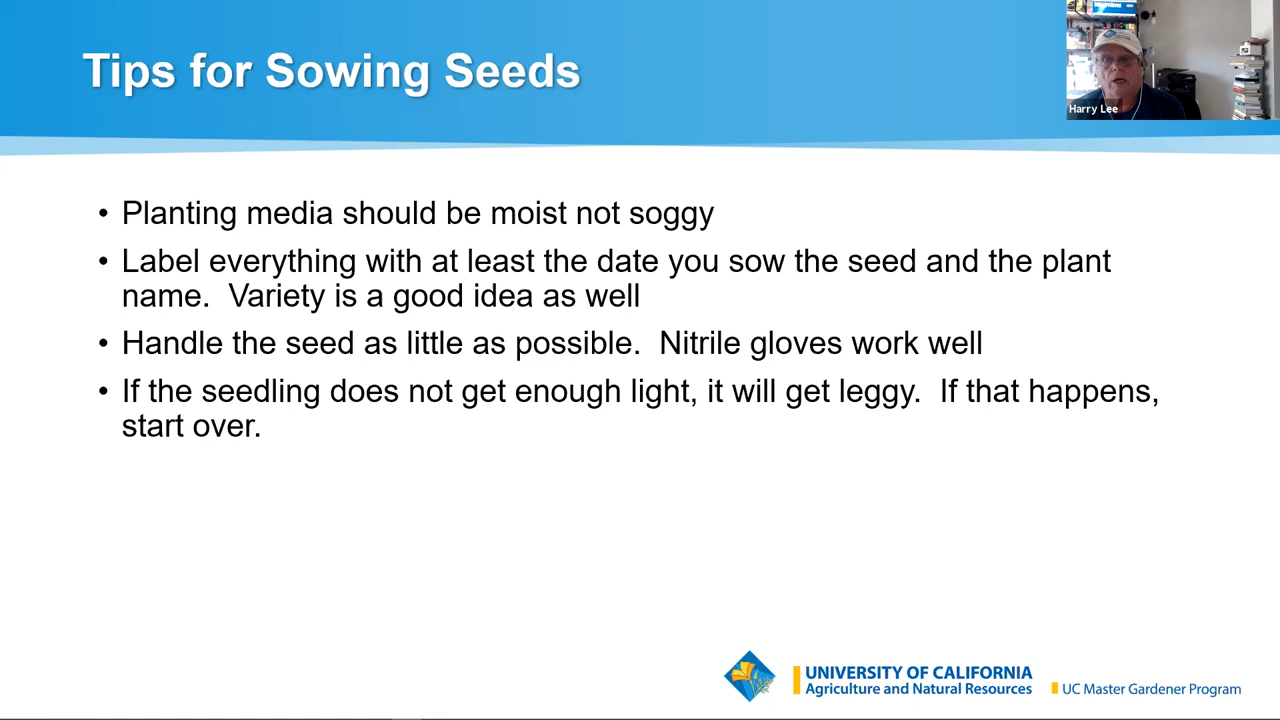 Tips for Sowing Seeds
Harry Lee
• Planting media should be moist not soggy
• Label everything with at least the date you sow the seed and the plant
name.  Variety is a good idea as well
• Handle the seed as little as possible.  Nitrile gloves work well
• If the seedling does not get enough light, it will get leggy.  If that happens,
start over.
UNIVERSITY OF CALIFORNIA
Agriculture and Natural Resources
UC Master Gardener Program